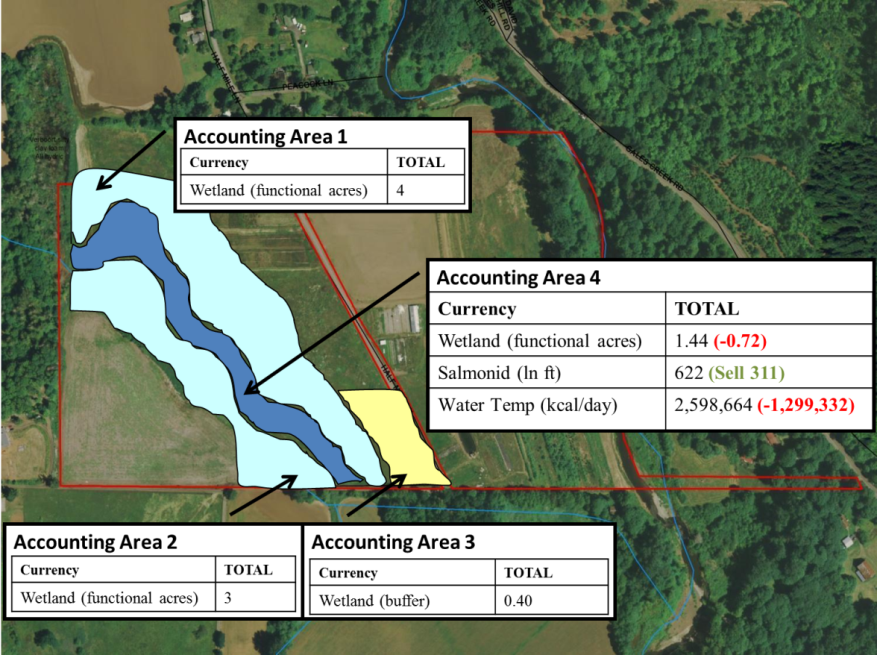 PEACOCK LN
Accounting Area 1
Currency TOTAL
Wetland (functional acres) 4
Accounting Area 4
Currency TOTAL
Wetland (functional acres) 1.44 (-0.72)
Salmonid (ln ft) 622 (Sell 311)
Water Temp (kcal/day) 2,598,664 (-1,299,332)
Accounting Area 2
Currency TOTAL
Wetland (functional acres) 3
Accounting Area 3
Currency TOTAL
Wetland (buffer) 0.40